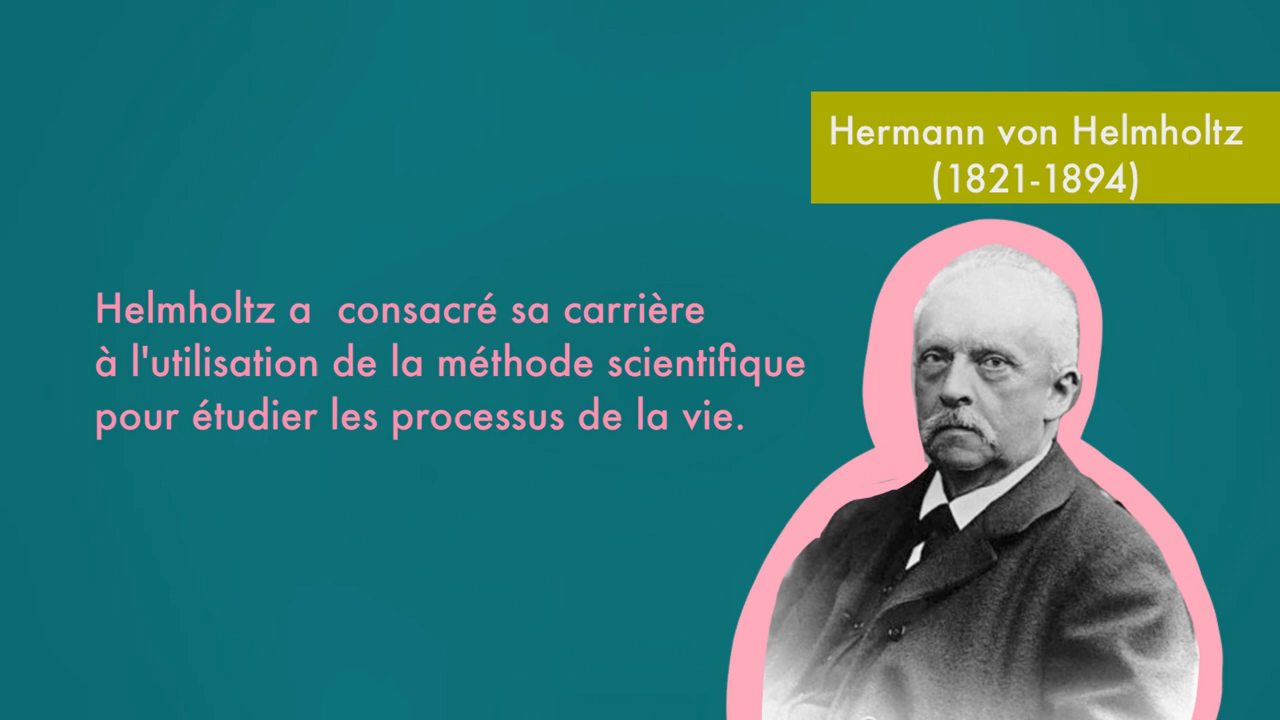 Hermann von Helmholtz
(1821-1894)
Helmholtz a  consacré sa carrière
à l'utilisation de la méthode scientifique
pour étudier les processus de la vie.